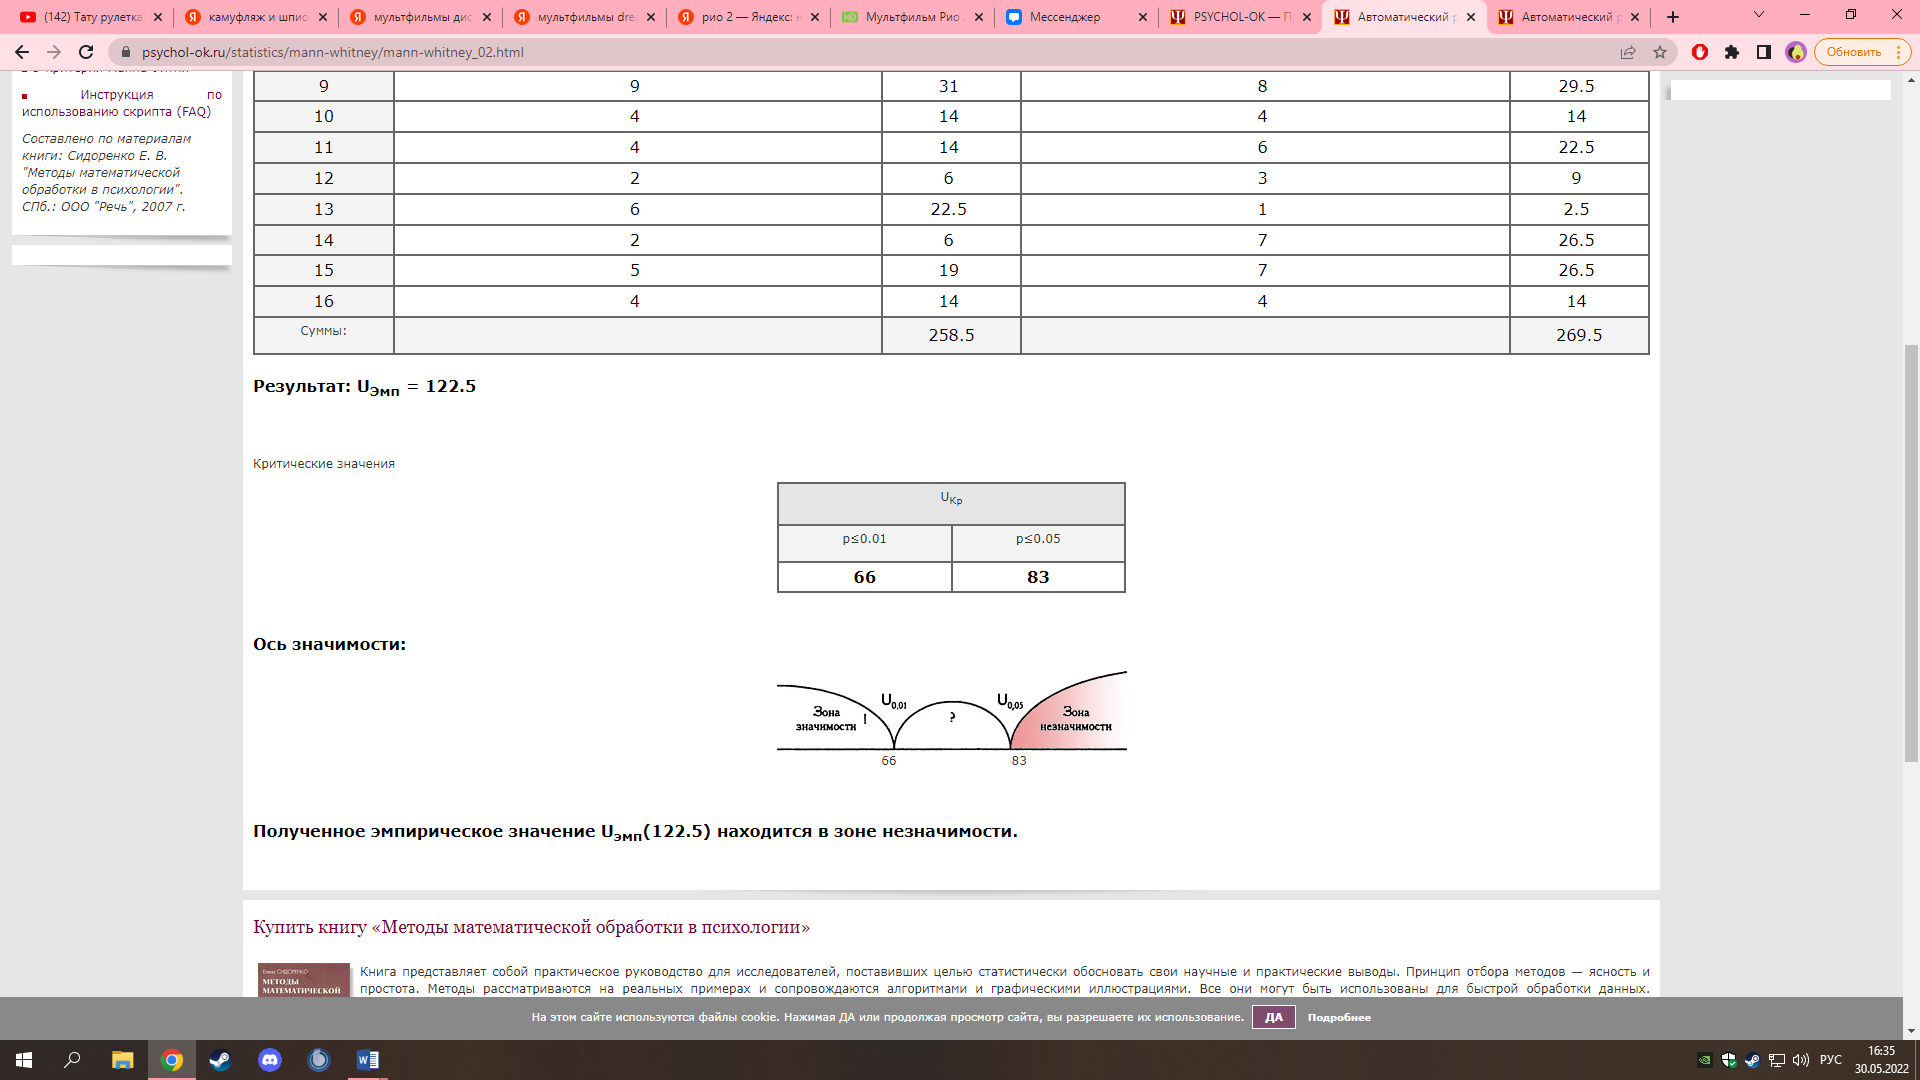 (142) Тату рулетка
камуфляж и шпио
мультфильмы дис
мультфильмы drea
рио 2 — Яндекс: н
Мультфильм Рио
Мессенджер
PSYCHOL-OK — П
Автоматический р
Автоматический р
psychol-ok.ru/statistics/mann-whitney/mann-whitney_02.html
Обновить
Инструкция по
использованию скрипта (FAQ)
Составлено по материалам
книги: Сидоренко Е. В.
"Методы математической
обработки в психологии".
СПб.: ООО "Речь", 2007 г.
9 9 31 8 29.5
10 4 14 4 14
11 4 14 6 22.5
12 2 6 3 9
13 6 22.5 1 2.5
14 2 6 7 26.5
15 5 19 7 26.5
16 4 14 4 14
Суммы: 258.5 269.5
Результат: UЭмп = 122.5
Критические значения
UКр
p≤0.01 p≤0.05
66 83
Ось значимости:
U0,01 U0,05
Зона значимости ! ? Зона незначимости
66 83
Полученное эмпирическое значение Uэмп(122.5) находится в зоне незначимости.
Купить книгу «Методы математической обработки в психологии»
Елена СИДОРЕНКО
МЕТОДЫ
МАТЕМАТИЧЕСКОЙ
Книга представляет собой практическое руководство для исследователей, поставивших целью статистически обосновать свои научные и практические выводы. Принцип отбора методов — ясность и
простота. Методы рассматриваются на реальных примерах и сопровождаются алгоритмами и графическими иллюстрациями. Все они могут быть использованы для быстрой обработки данных.
На этом сайте используются файлы cookie. Нажимая ДА или продолжая просмотр сайта, вы разрешаете их использование. ДА Подробнее
РУС
16:35
30.05.2022